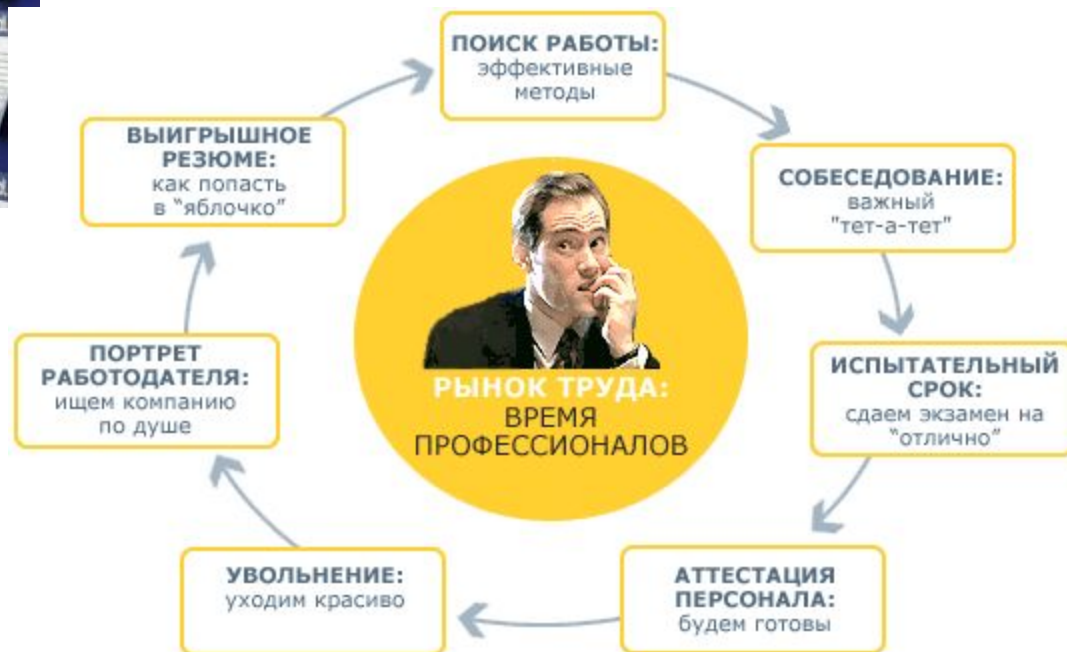 ПОИСК РАБОТЫ:
эффективные
методы
СОБЕСЕДОВАНИЕ:
важный
"тет-а-тет"
ИСПЫТАТЕЛЬНЫЙ
СРОК:
сдаем экзамен на
“отлично”
АТТЕСТАЦИЯ
ПЕРСОНАЛА:
будем готовы
УВОЛЬНЕНИЕ:
уходим красиво
ПОРТРЕТ
РАБОТОДАТЕЛЯ:
ищем компанию
по душе
ВЫИГРЫШНОЕ
РЕЗЮМЕ:
как попасть
в “яблочко”
РЫНОК ТРУДА:
ВРЕМЯ
ПРОФЕССИОНАЛОВ